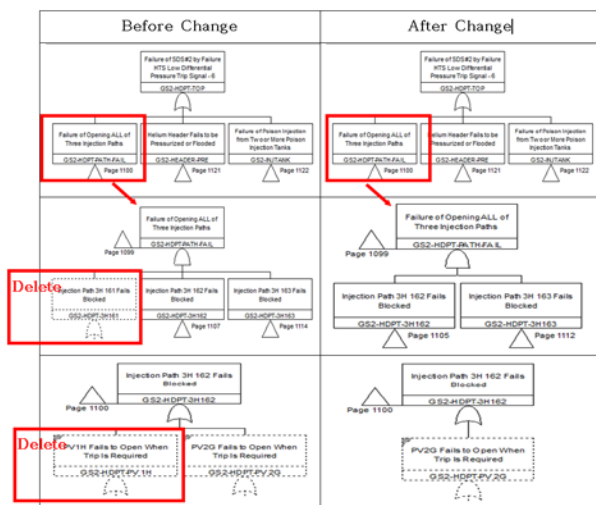 Before Change
After Change
Failure of SDS#2 by Failure
HTS Low Differential
Pressure Trip Signal -6
GS2-HDPT-TOP
Failure of Opening ALL of
Three Injection Paths
GS2-HDPT-PATH-FAIL
Page 1100
Helium Header Fails to be
Pressurized or Flooded
GS2-HEADER-PRE
Page 1121
Failure of Poison Injection
from Two or More Poison
Injection Tanks
GS2-INJTANK
Page 1122
Failure of SDS#2 by Failure
HTS Low Differential
Pressure Trip Signal -6
GS2-HDPT-TOP
Failure of Opening ALL of
Three Injection Paths
GS2-HDPT-PATH-FAIL
Page 1100
Helium Header Fails to be
Pressurized or Flooded
GS2-HEADER-PRE
Page 1121
Failure of Poison Injection
from Two or More Poison
Injection Tanks
GS2-INJTANK
Page 1122
Failure of Opening ALL of
Three Injection Paths
GS2-HDPT-PATH-FAIL
Page 1099
Delete
Injection Path 3H 161 Fails
Blocked
GS2-HDPT-3H161
Injection Path 3H 162 Fails
Blocked
GS2-HDPT-3H162
Page 1107
Injection Path 3H 163 Fails
Blocked
GS2-HDPT-3H163
Page 1114
Failure of Opening ALL of
Three Injection Paths
GS2-HDPT-PATH-FAIL
Page 1099
Injection Path 3H 162 Fails
Blocked
GS2-HDPT-3H162
Page 1105
Injection Path 3H 163 Fails
Blocked
GS2-HDPT-3H163
Page 1112
Injection Path 3H 162 Fails
Blocked
GS2-HDPT-3H162
Page 1100
Delete
PV1H Fails to Open When
Trip Is Required
GS2-HDPT-PV 1H
PV2G Fails to Open When
Trip Is Required
GS2-HDPT-PV 2G
Injection Path 3H 162 Fails
Blocked
GS2-HDPT-3H162
Page 1100
PV2G Fails to Open When
Trip Is Required
GS2-HDPT-PV 2G